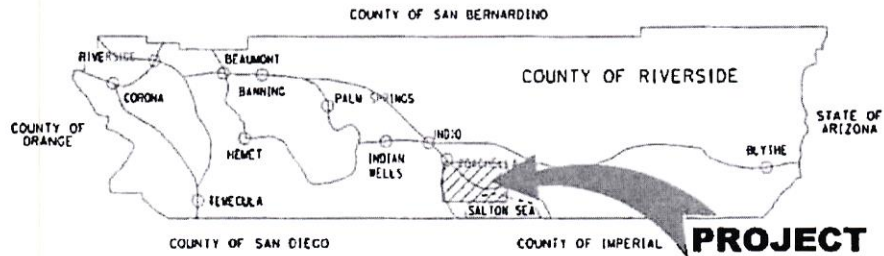 COUNTY OF SAN BERNARDINO
RIVERSIDE
BEAUMONT
COUNTY OF RIVERSIDE
BANNING
CORONA
PALM SPRINGS
STATE OF
ARIZONA
COUNTY OF
ORANGE
INDIO
HEMET
INDIAN
WELLS
BLYTHE
COACHELLA
TEMECULA
SALTON SEA
COUNTY OF SAN DIEGO
COUNTY OF IMPERIAL
PROJECT